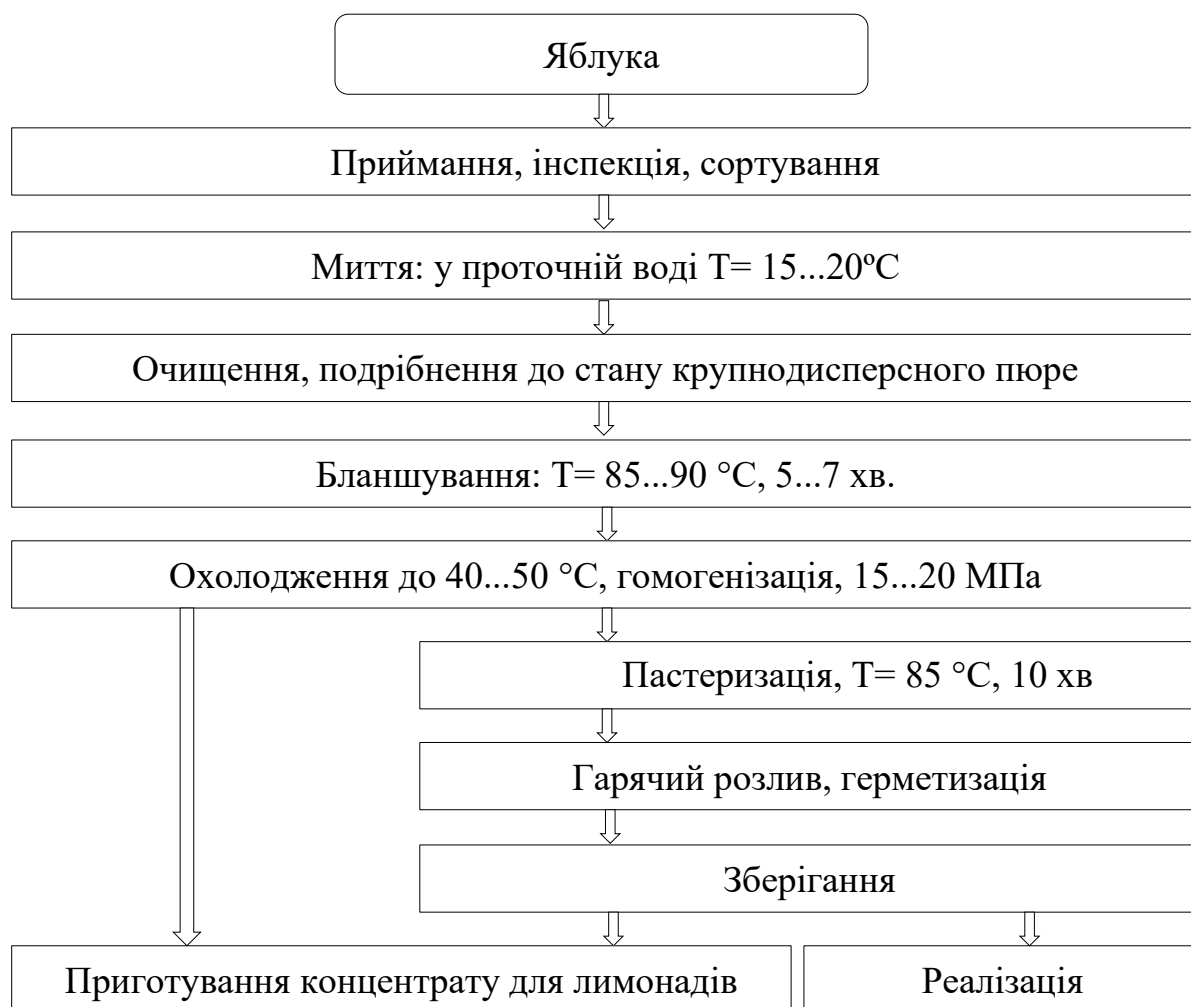 Яблука
Приймання, інспекція, сортування
Миття: у проточній воді Т= 15...20ºС
Очищення, подрібнення до стану крупнодисперсного пюре
Бланшування: Т= 85...90 °С, 5...7 хв.
Охолодження до 40...50 °С, гомогенізація, 15...20 МПа
Пастеризація, Т= 85 °С, 10 хв
Гарячий розлив, герметизація
Зберігання
Приготування концентрату для лимонадів
Реалізація